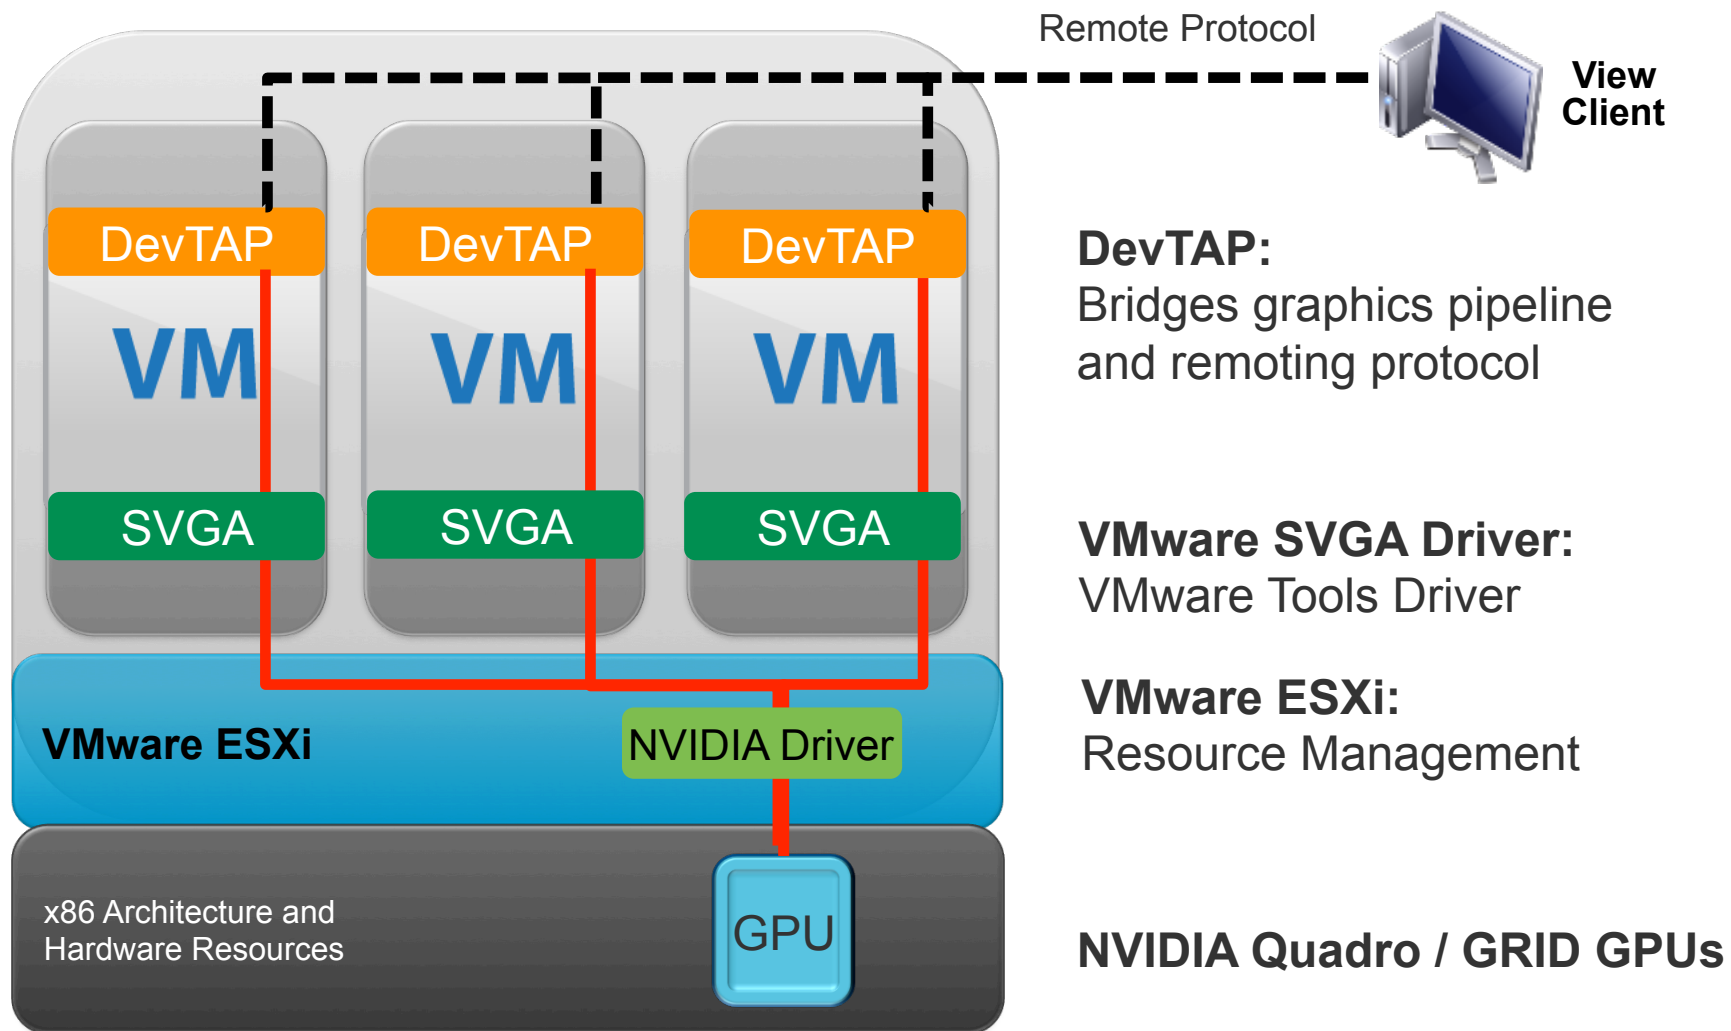 Remote Protocol
View
Client
DevTAP
DevTAP
DevTAP
DevTAP:
Bridges graphics pipeline
and remoting protocol
VM
VM
VM
SVGA
SVGA
SVGA
VMware SVGA Driver:
VMware Tools Driver
VMware ESXi
NVIDIA Driver
VMware ESXi:
Resource Management
x86 Architecture and
Hardware Resources
GPU
NVIDIA Quadro / GRID GPUs